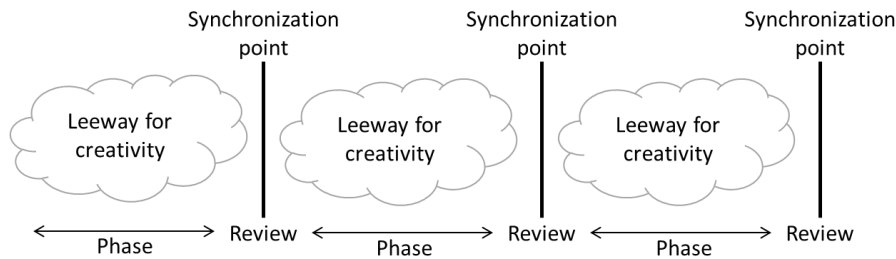 Synchronization
point
Synchronization
point
Synchronization
point
Leeway for
creativity
Leeway for
creativity
Leeway for
creativity
Phase
Review
Phase
Review
Phase
Review